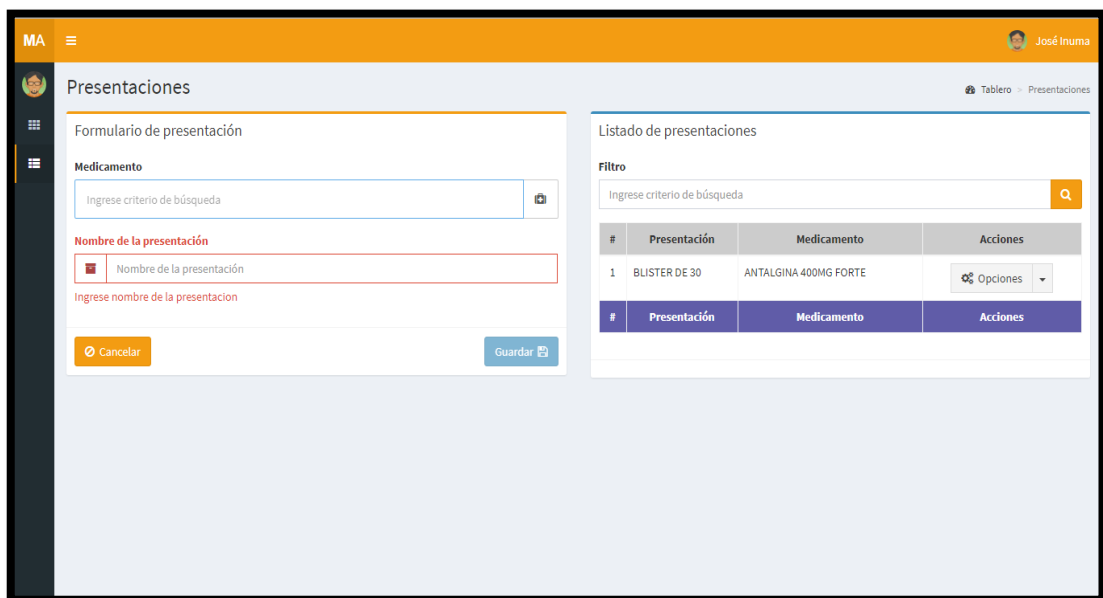 MA
José Inuma
Presentaciones
Tablero > Presentaciones
Formulario de presentación
Medicamento
Ingrese criterio de búsqueda
Nombre de la presentación
Nombre de la presentación
Ingrese nombre de la presentacion
Cancelar
Guardar
Listado de presentaciones
Filtro
Ingrese criterio de búsqueda
# Presentación Medicamento Acciones
1 BLISTER DE 30 ANTALGINA 400MG FORTE Opciones
# Presentación Medicamento Acciones